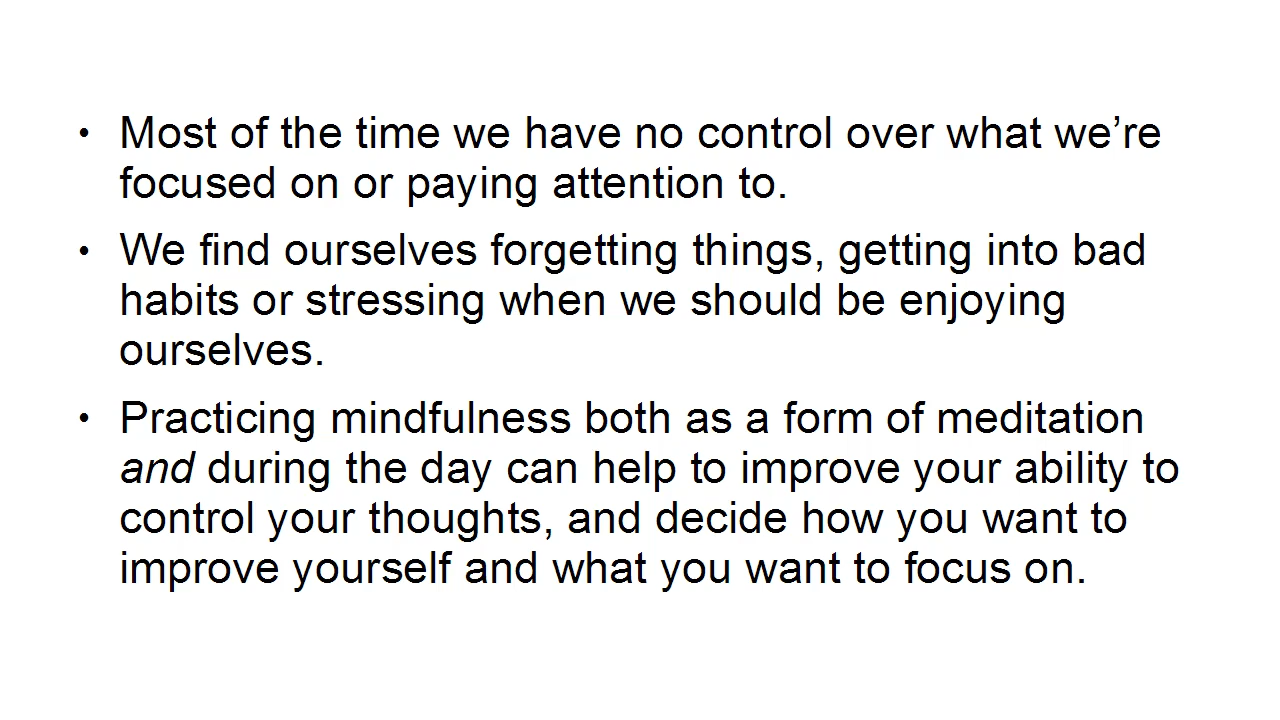 • Most of the time we have no control over what we’re
focused on or paying attention to.
• We find ourselves forgetting things, getting into bad
habits or stressing when we should be enjoying
ourselves.
• Practicing mindfulness both as a form of meditation
and during the day can help to improve your ability to
control your thoughts, and decide how you want to
improve yourself and what you want to focus on.